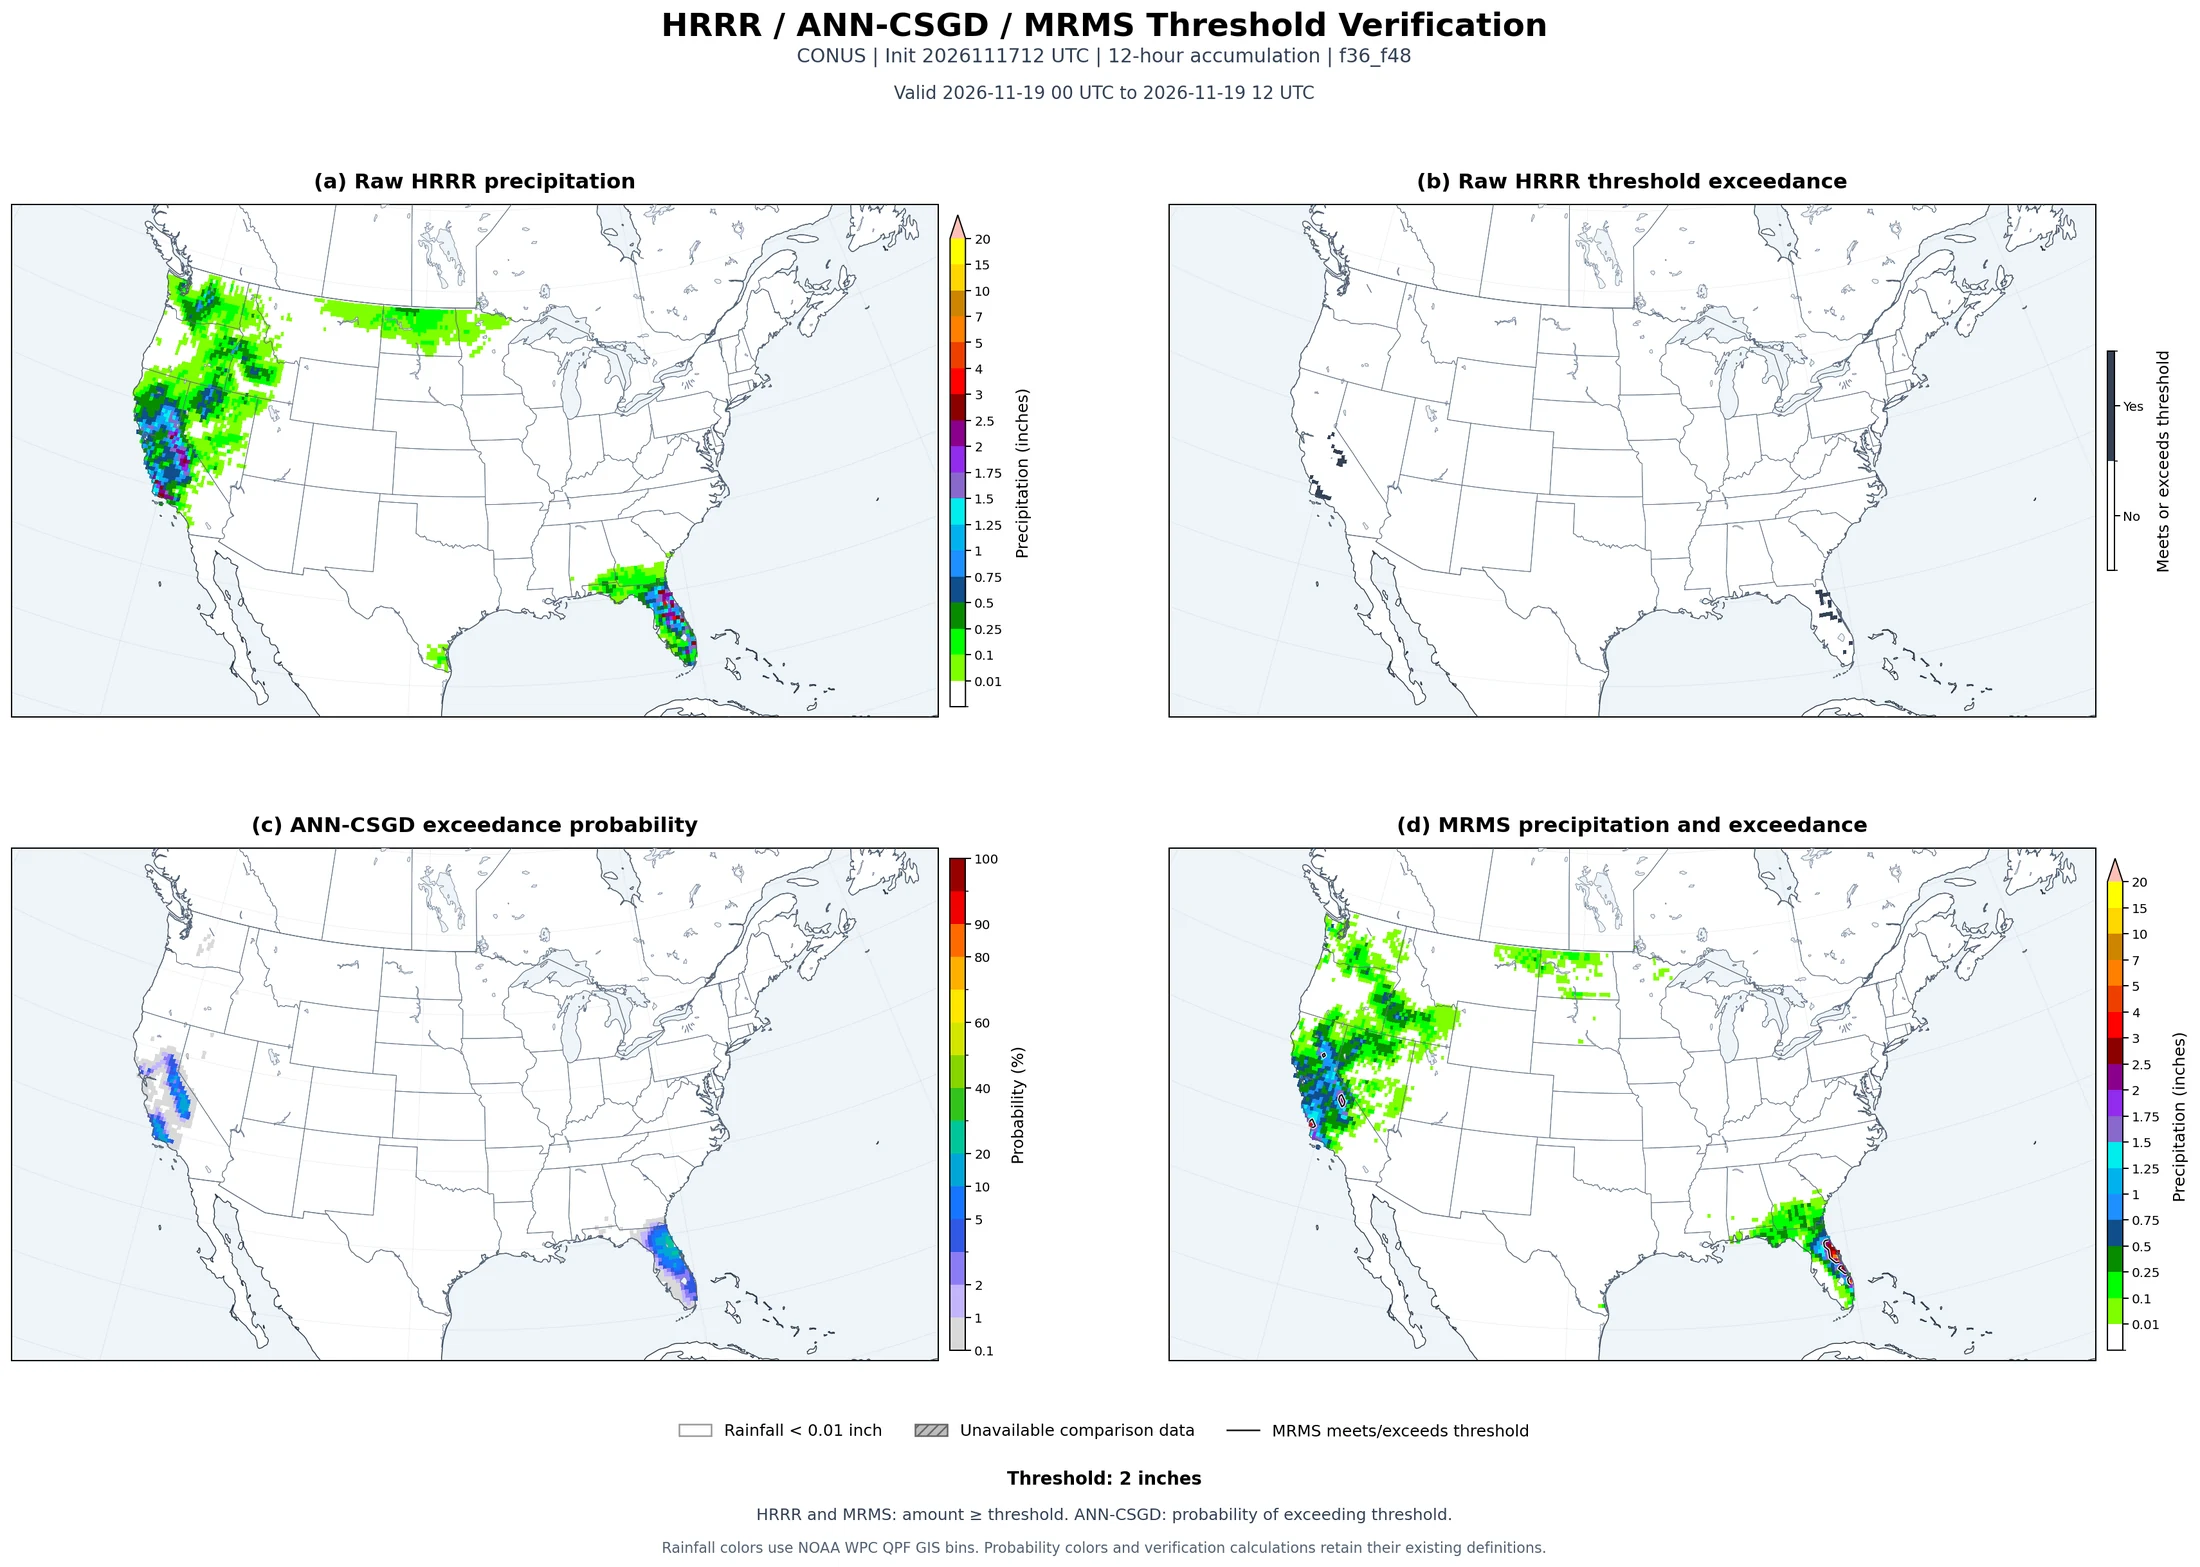 HRRR / ANN-CSGD / MRMS Threshold Verification
CONUS | Init 2026111712 UTC | 12-hour accumulation | f36_f48
Valid 2026-11-19 00 UTC to 2026-11-19 12 UTC
(a) Raw HRRR precipitation
20
15
10
7
5
4
3
2.5
2
1.75
1.5
1.25
1
0.75
0.5
0.25
0.1
0.01
Precipitation (inches)
(b) Raw HRRR threshold exceedance
Yes
No
Meets or exceeds threshold
(c) ANN-CSGD exceedance probability
100
90
80
60
40
20
10
5
2
1
0.1
Probability (%)
(d) MRMS precipitation and exceedance
20
15
10
7
5
4
3
2.5
2
1.75
1.5
1.25
1
0.75
0.5
0.25
0.1
0.01
Precipitation (inches)
Rainfall < 0.01 inch
Unavailable comparison data
MRMS meets/exceeds threshold
Threshold: 2 inches
HRRR and MRMS: amount ≥ threshold. ANN-CSGD: probability of exceeding threshold.
Rainfall colors use NOAA WPC QPF GIS bins. Probability colors and verification calculations retain their existing definitions.